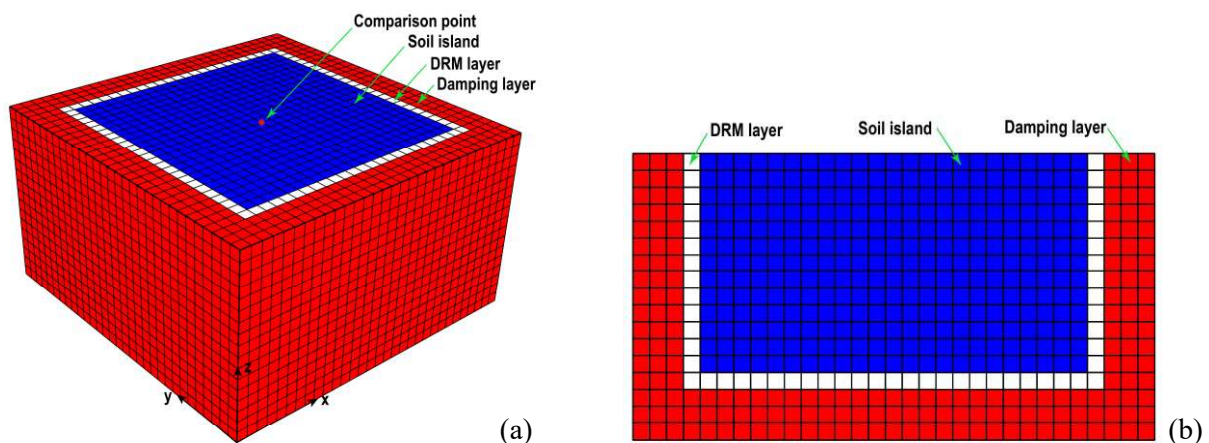 Comparison point
Soil island
DRM layer
Damping layer
z
y
x
(a)
DRM layer
Soil island
Damping layer
(b)